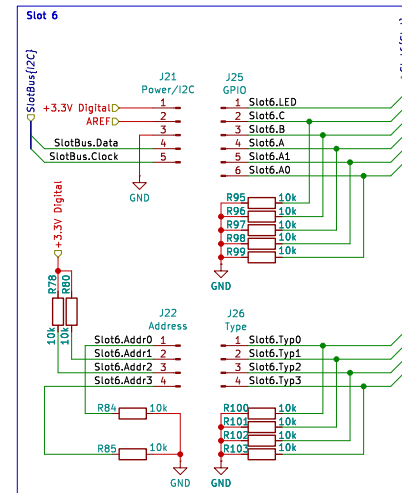 Slot 6
SlotBus{I2C}
J21
Power/I2C
+3.3V Digital
AREF
1
2
3
4
5
SlotBus.Data
SlotBus.Clock
GND
J25
GPIO
1 Slot6.LED
2 Slot6.C
3 Slot6.B
4 Slot6.A
5 Slot6.A1
6 Slot6.A0
R95 10k
R96 10k
R97 10k
R98 10k
R99 10k
GND
+3.3V Digital
R78 10k
R80 10k
J22
Address
Slot6.Addr0 1
Slot6.Addr1 2
Slot6.Addr2 3
Slot6.Addr3 4
R84 10k
R85 10k
GND
J26
Type
1 Slot6.Typ0
2 Slot6.Typ1
3 Slot6.Typ2
4 Slot6.Typ3
R100 10k
R101 10k
R102 10k
R103 10k
GND